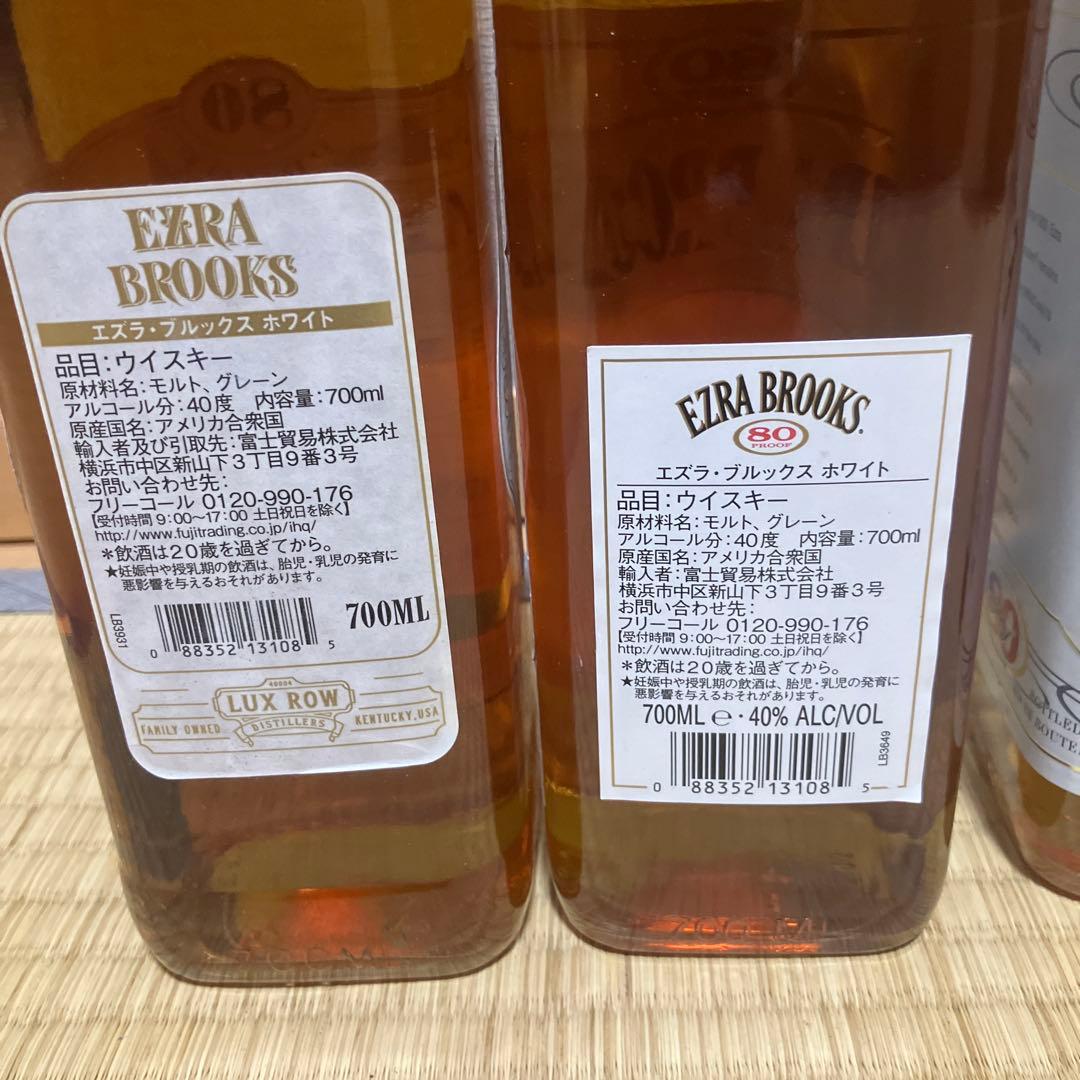 80
EZRA
BROOKS
エズラ・ブルックス ホワイト
品目:ウイスキー
原材料名:モルト、グレーン
アルコール分:40度 内容量:700ml
原産国名:アメリカ合衆国
輸入者及び引取先:富士貿易株式会社
横浜市中区新山下3丁目9番3号
お問い合わせ先:
フリーコール 0120-990-176
【受付時間 9:00〜17:00 土日祝日を除く】
http://www.fujitrading.co.jp/ihq/
*飲酒は20歳を過ぎてから。
★妊娠中や授乳期の飲酒は、胎児・乳児の発育に
悪影響を与えるおそれがあります。
LB3931
0 88352 13108 5
700ML
40004
LUX ROW
DISTILLERS
FAMILY OWNED
KENTUCKY, USA
80
EZRA BROOKS
80
PROOF
エズラ・ブルックス ホワイト
品目:ウイスキー
原材料名:モルト、グレーン
アルコール分:40度 内容量:700ml
原産国名:アメリカ合衆国
輸入者:富士貿易株式会社
横浜市中区新山下3丁目9番3号
お問い合わせ先:
フリーコール 0120-990-176
【受付時間 9:00〜17:00 土日祝日を除く】
http://www.fujitrading.co.jp/ihq/
*飲酒は20歳を過ぎてから。
★妊娠中や授乳期の飲酒は、胎児・乳児の発育に
悪影響を与えるおそれがあります。
700ML e・40% ALC/VOL
LB3649
0 88352 13108 5